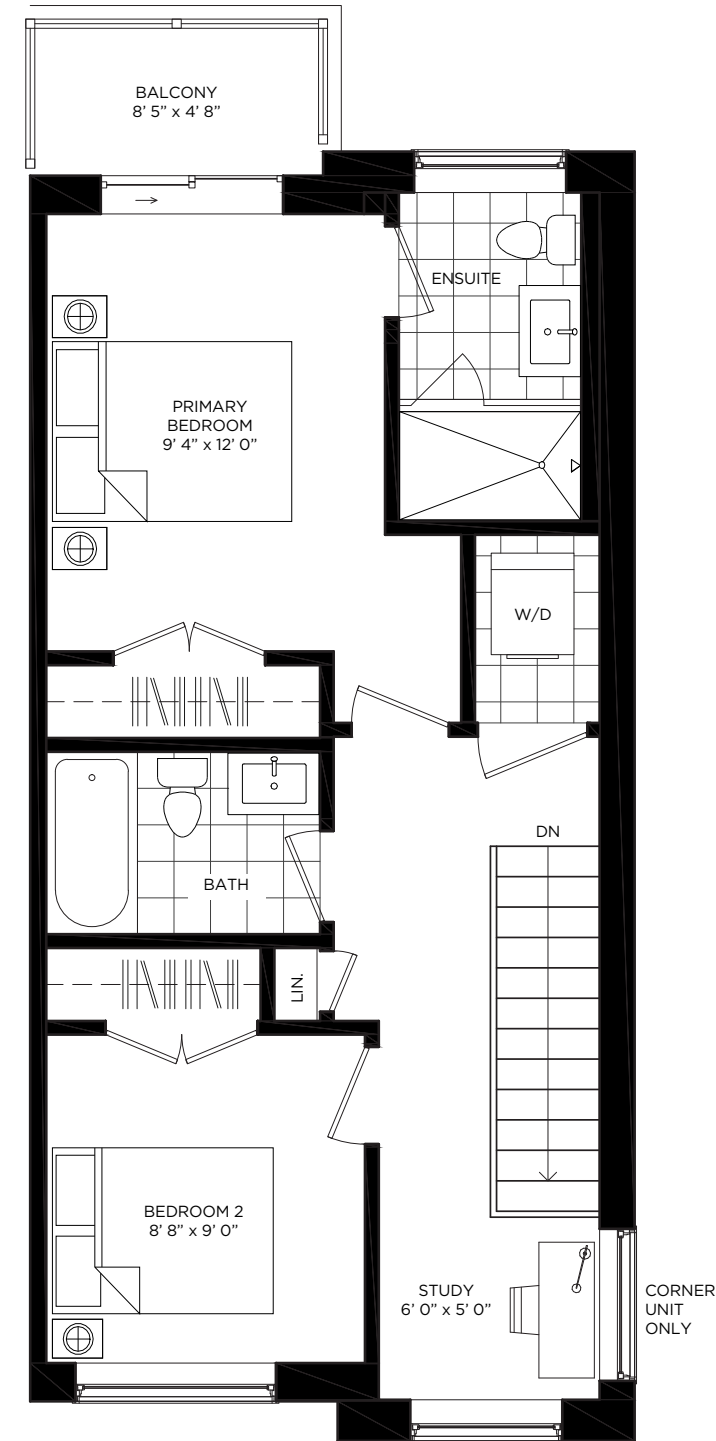 BALCONY
8’ 5” x 4’ 8”
ENSUITE
PRIMARY
BEDROOM
9’ 4” x 12’ 0”
W/D
DN
BATH
LIN.
BEDROOM 2
8’ 8” x 9’ 0”
STUDY
6’ 0” x 5’ 0”
CORNER
UNIT
ONLY